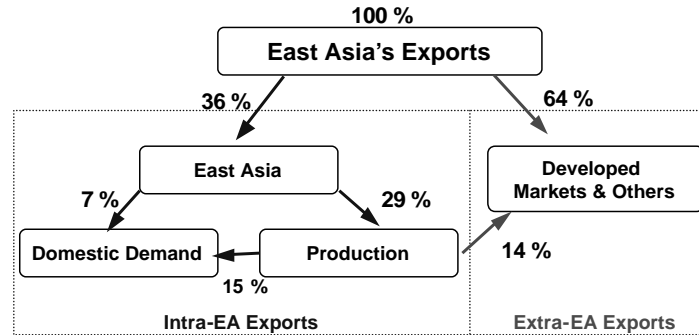 100 %
East Asia’s Exports
36 %
64 %
East Asia
Developed
Markets & Others
7 %
29 %
Domestic Demand
Production
14 %
15 %
Intra-EA Exports
Extra-EA Exports